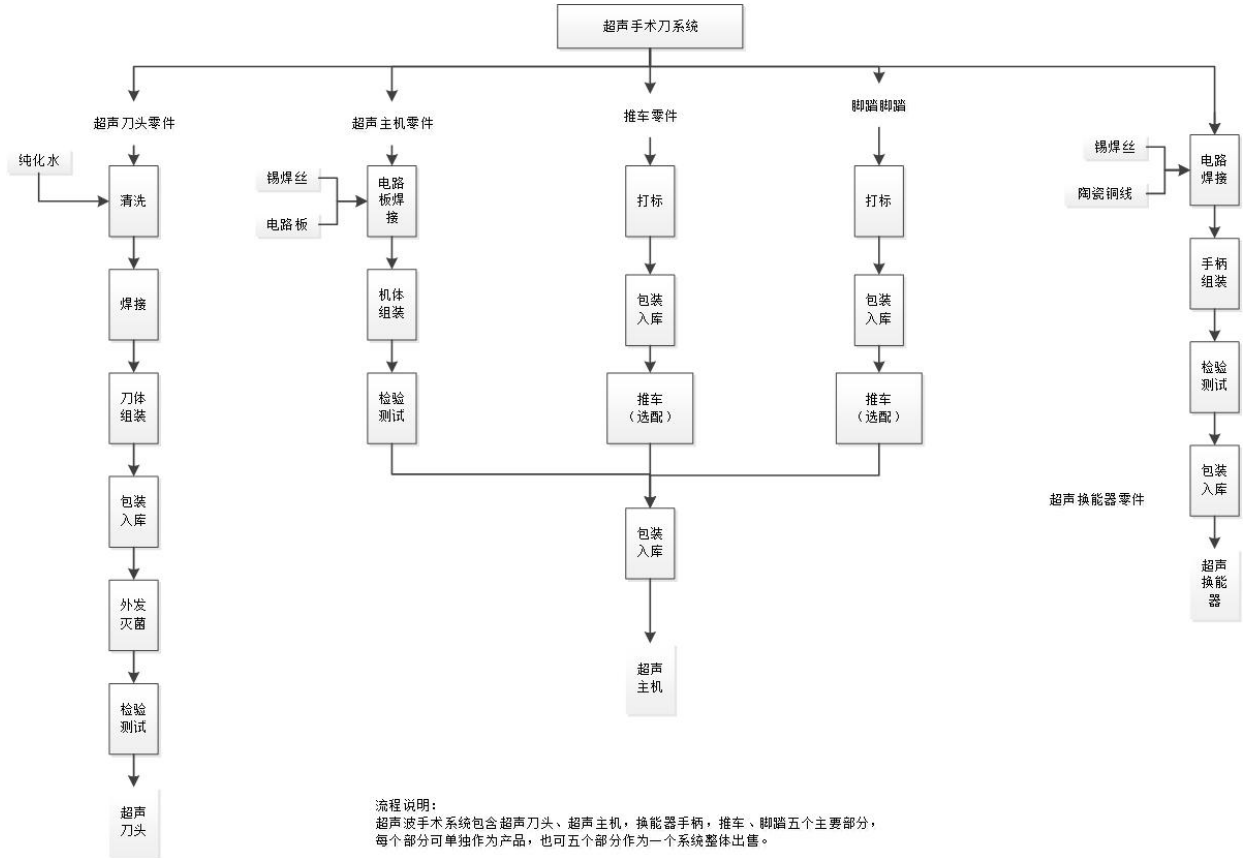 超声手术刀系统
超声刀头零件
纯化水
清洗
焊接
刀体
组装
包装
入库
外发
灭菌
检验
测试
超声
刀头
超声主机零件
锡焊丝
电路板
电路
板焊
接
机体
组装
检验
测试
推车零件
打标
包装
入库
推车
（选配）
脚踏脚踏
打标
包装
入库
推车
（选配）
包装
入库
超声
主机
锡焊丝
陶瓷铜线
电路
焊接
手柄
组装
检验
测试
包装
入库
超声换能器零件
超声
换能
器
流程说明：
超声波手术系统包含超声刀头、超声主机，换能器手柄，推车、脚踏五个主要部分，
每个部分可单独作为产品，也可五个部分作为一个系统整体出售。